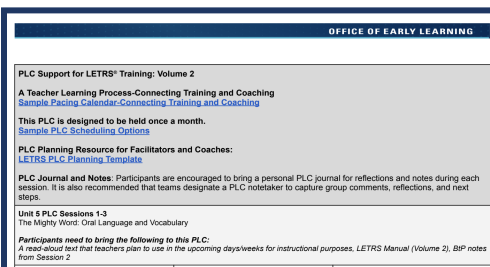 OFFICE OF EARLY LEARNING
PLC Support for LETRS® Training: Volume 2
A Teacher Learning Process-Connecting Training and Coaching
Sample Pacing Calendar-Connecting Training and Coaching
This PLC is designed to be held once a month.
Sample PLC Scheduling Options
PLC Planning Resource for Facilitators and Coaches:
LETRS PLC Planning Template
PLC Journal and Notes: Participants are encouraged to bring a personal PLC journal for reflections and notes during each
session. It is also recommended that teams designate a PLC notetaker to capture group comments, reflections, and next
steps.
Unit 5 PLC Sessions 1-3
The Mighty Word: Oral Language and Vocabulary
Participants need to bring the following to this PLC:
A read-aloud text that teachers plan to use in the upcoming days/weeks for instructional purposes, LETRS Manual (Volume 2), BtP notes
from Session 2